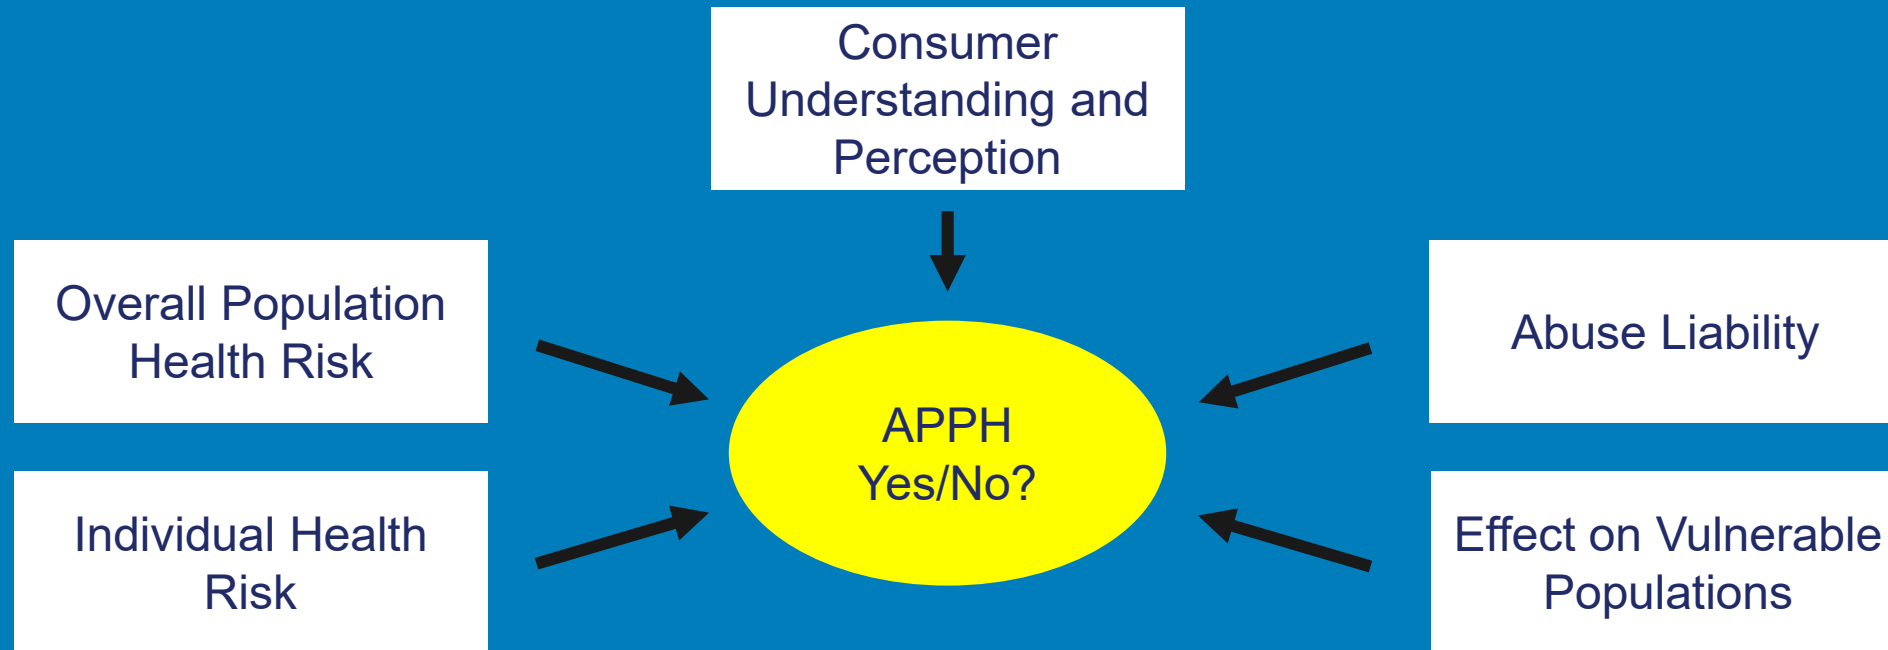 Consumer
Understanding and
Perception
Overall Population
Health Risk
Abuse Liability
APPH
Yes/No?
Individual Health
Risk
Effect on Vulnerable
Populations